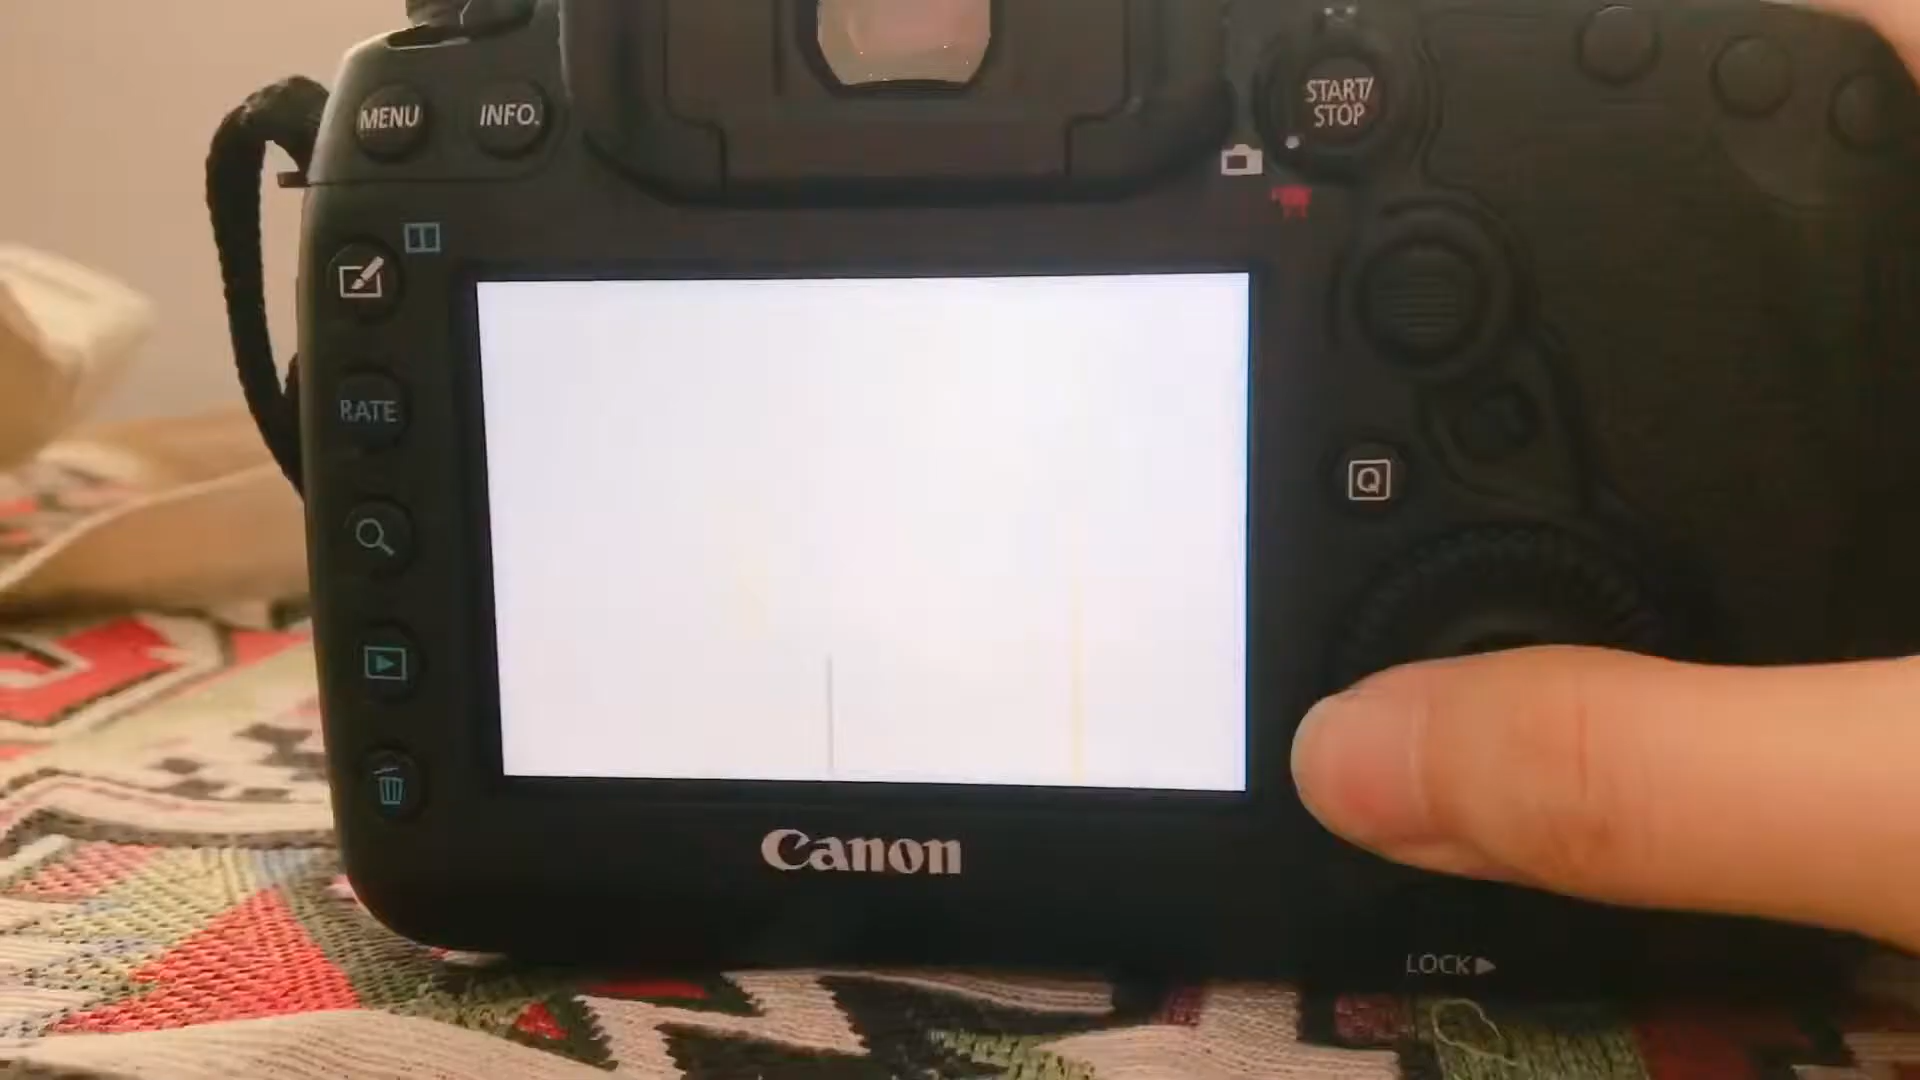 MENU INFO.
START/
STOP
RATE
Q
Canon
LOCK